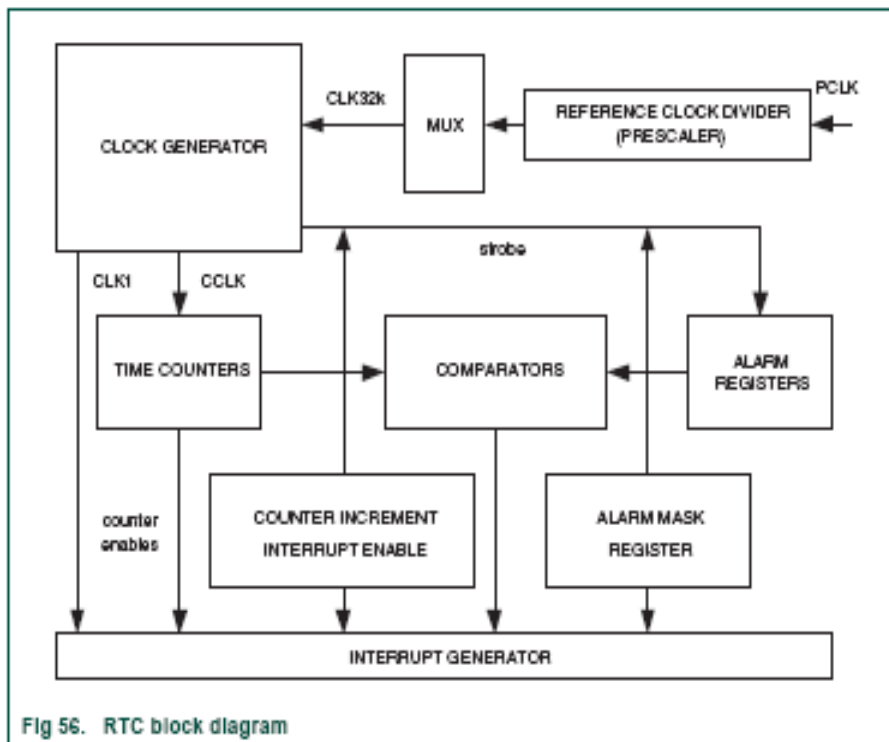 CLK32k
PCLK
CLOCK GENERATOR
MUX
REFERENCE CLOCK DIVIDER
(PRESCALER)
strobe
CLK1
CCLK
TIME COUNTERS
COMPARATORS
ALARM
REGISTERS
counter
enables
COUNTER INCREMENT
INTERRUPT ENABLE
ALARM MASK
REGISTER
INTERRUPT GENERATOR
Fig 56. RTC block diagram